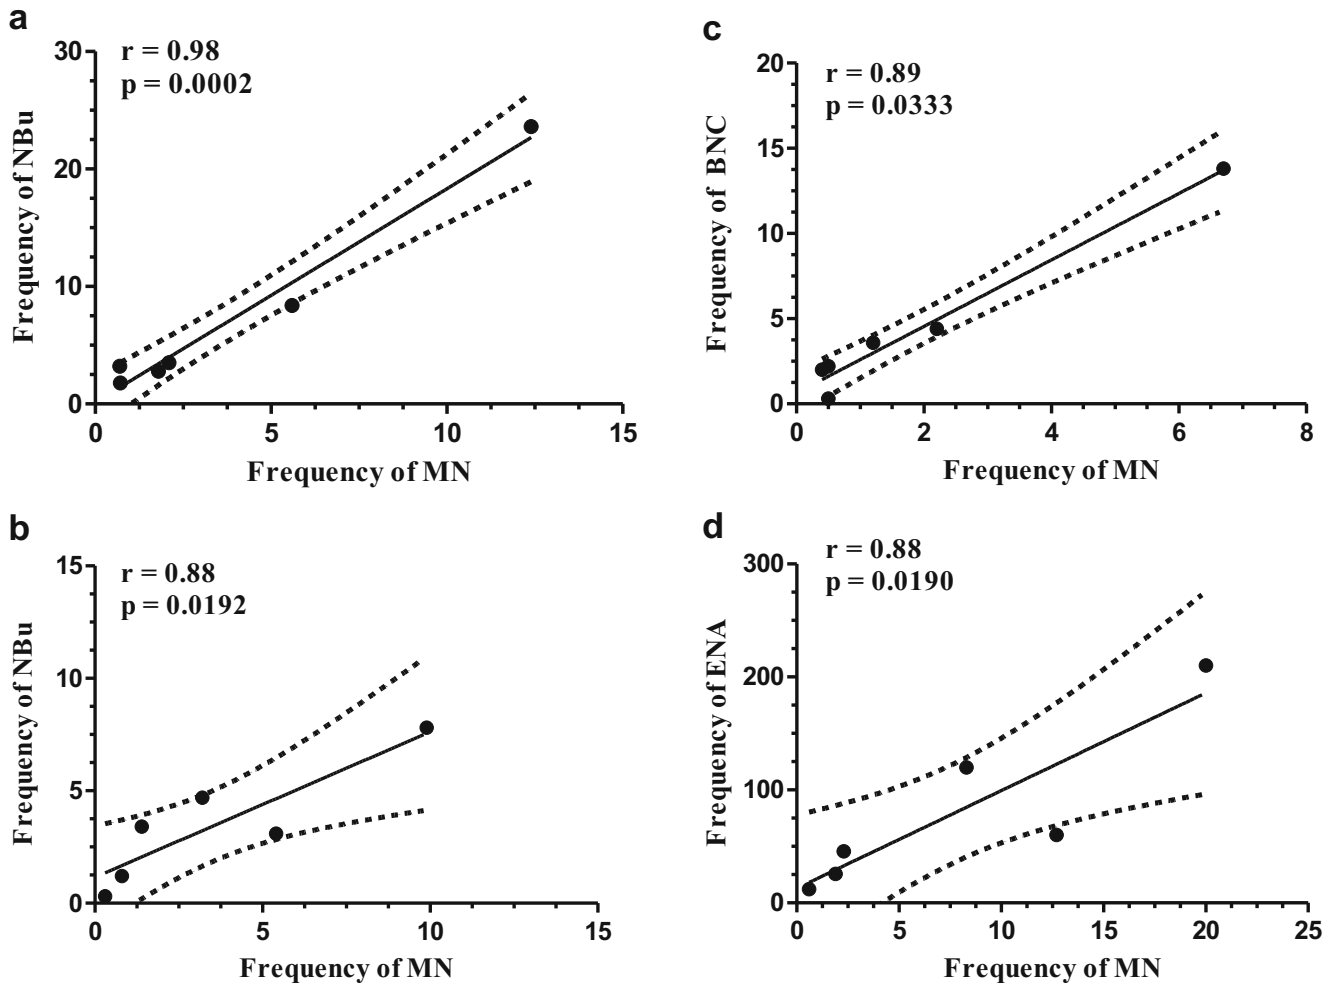 a
r = 0.98
p = 0.0002
30
20
10
0
0 5 10 15
Frequency of NBu
Frequency of MN
c
r = 0.89
p = 0.0333
20
15
10
5
0
0 2 4 6 8
Frequency of BNC
Frequency of MN
b
r = 0.88
p = 0.0192
15
10
5
0
0 5 10 15
Frequency of NBu
Frequency of MN
d
r = 0.88
p = 0.0190
300
200
100
0
0 5 10 15 20 25
Frequency of ENA
Frequency of MN